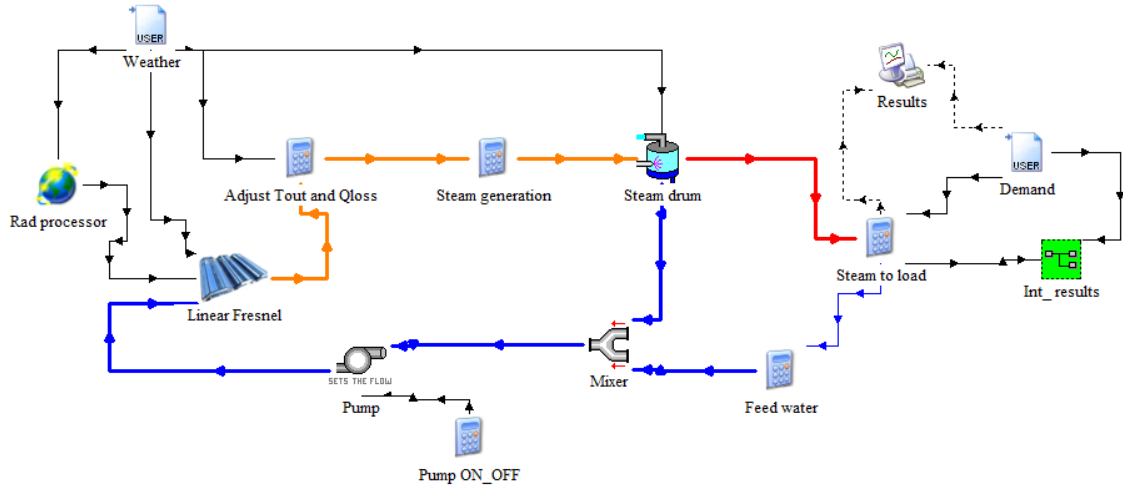 USER
Weather
Results
USER
Demand
Adjust Tout and Qloss
Steam generation
Steam drum
Rad processor
Steam to load
Int_ results
Linear Fresnel
SETS THE FLOW
Pump
Mixer
Feed water
Pump ON_OFF